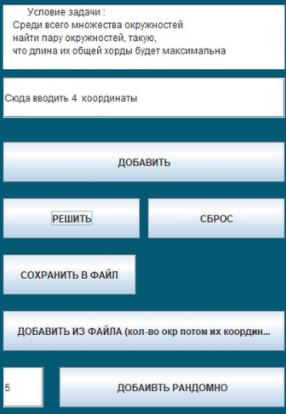 Условие задачи :
Среди всего множества окружностей
найти пару окружностей, такую,
что длина их общей хорды будет максимальна
Сюда вводить 4 координаты
ДОБАВИТЬ
РЕШИТЬ
СБРОС
СОХРАНИТЬ В ФАЙЛ
ДОБАВИТЬ ИЗ ФАЙЛА (кол-во окр потом их координ...
5
ДОБАИВТЬ РАНДОМНО